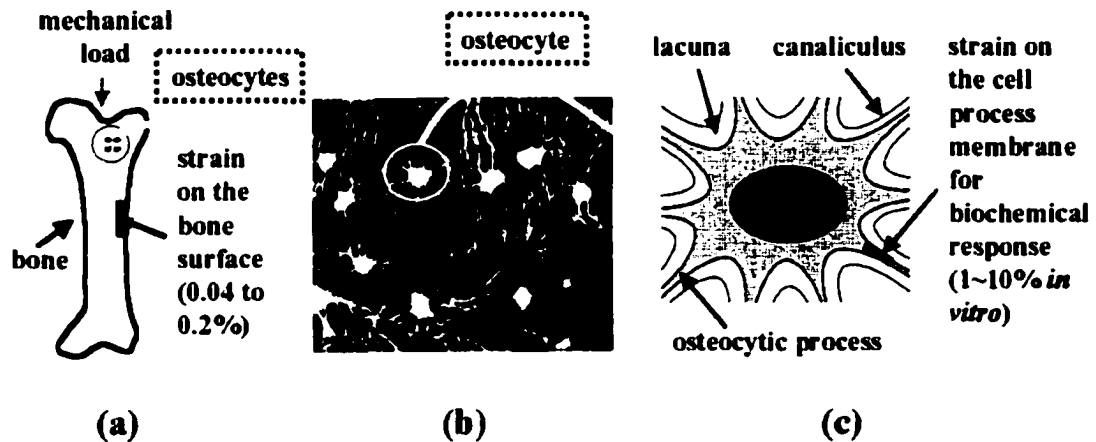 mechanical
load
osteocytes
strain
on the
bone
surface
(0.04 to
0.2%)
bone
(a)
osteocyte
(b)
lacuna
canaliculus
strain on
the cell
process
membrane
for
biochemical
response
(1~10% in
vitro)
osteocytic process
(c)